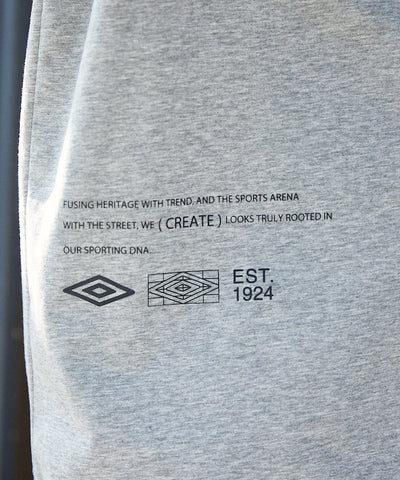 FUSING HERITAGE WITH TREND, AND THE SPORTS ARENA
WITH THE STREET, WE ( CREATE ) LOOKS TRULY ROOTED IN
OUR SPORTING DNA.
EST.
1924